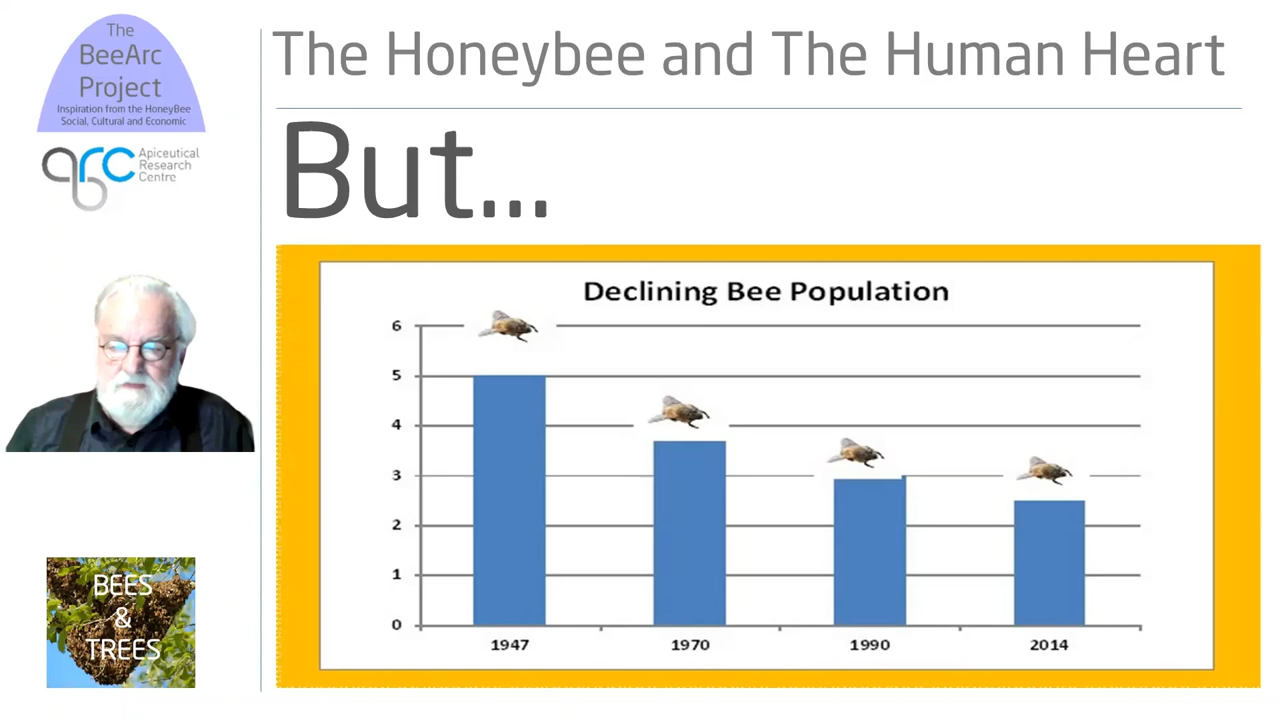 The
BeeArc
Project
Inspiration from the HoneyBee
Social, Cultural and Economic
arc
Apiceutical
Research
Centre
The Honeybee and The Human Heart
But...
Declining Bee Population
6
5
4
3
2
1
0
1947 1970 1990 2014
BEES
&
TREES